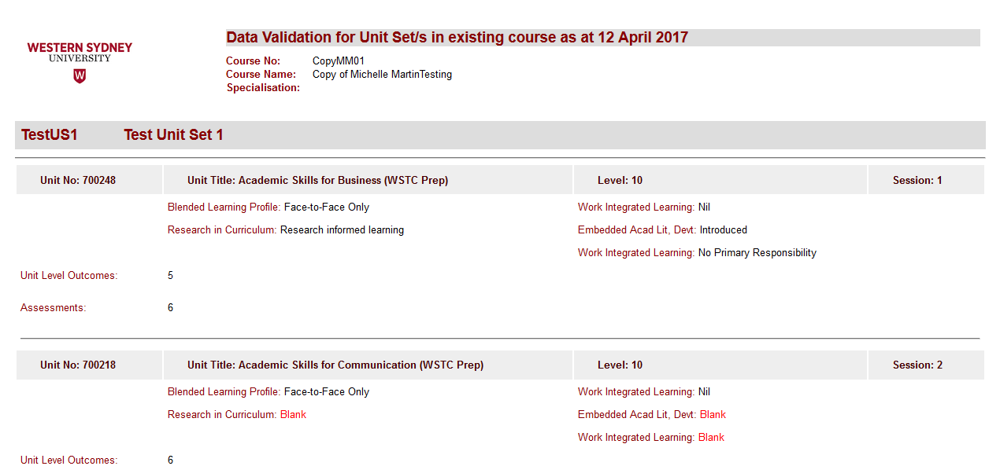 WESTERN SYDNEY
UNIVERSITY
W
Data Validation for Unit Set/s in existing course as at 12 April 2017
Course No: CopyMM01
Course Name: Copy of Michelle MartinTesting
Specialisation:
TestUS1 Test Unit Set 1
Unit No: 700248 Unit Title: Academic Skills for Business (WSTC Prep) Level: 10 Session: 1
Blended Learning Profile: Face-to-Face Only Work Integrated Learning: Nil
Research in Curriculum: Research informed learning Embedded Acad Lit, Devt: Introduced
Work Integrated Learning: No Primary Responsibility
Unit Level Outcomes: 5
Assessments: 6
Unit No: 700218 Unit Title: Academic Skills for Communication (WSTC Prep) Level: 10 Session: 2
Blended Learning Profile: Face-to-Face Only Work Integrated Learning: Nil
Research in Curriculum: Blank Embedded Acad Lit, Devt: Blank
Work Integrated Learning: Blank
Unit Level Outcomes: 6